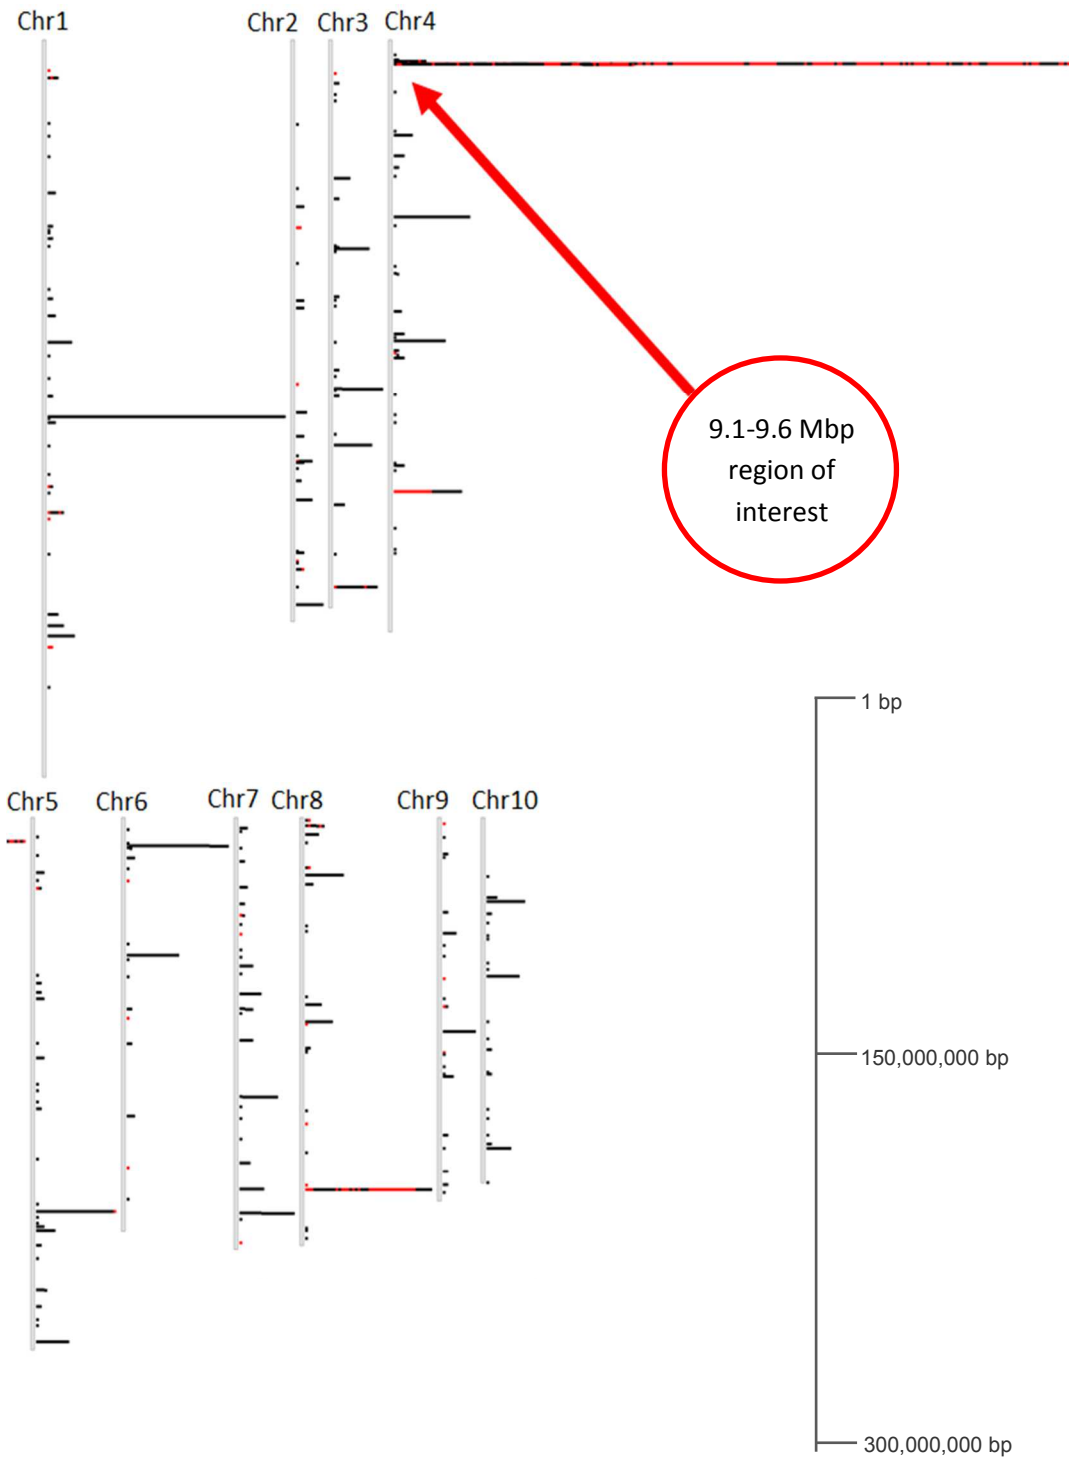 Chr1
Chr2
Chr3
Chr4
9.1-9.6 Mbp
region of
interest
1 bp
150,000,000 bp
300,000,000 bp
Chr5
Chr6
Chr7
Chr8
Chr9
Chr10